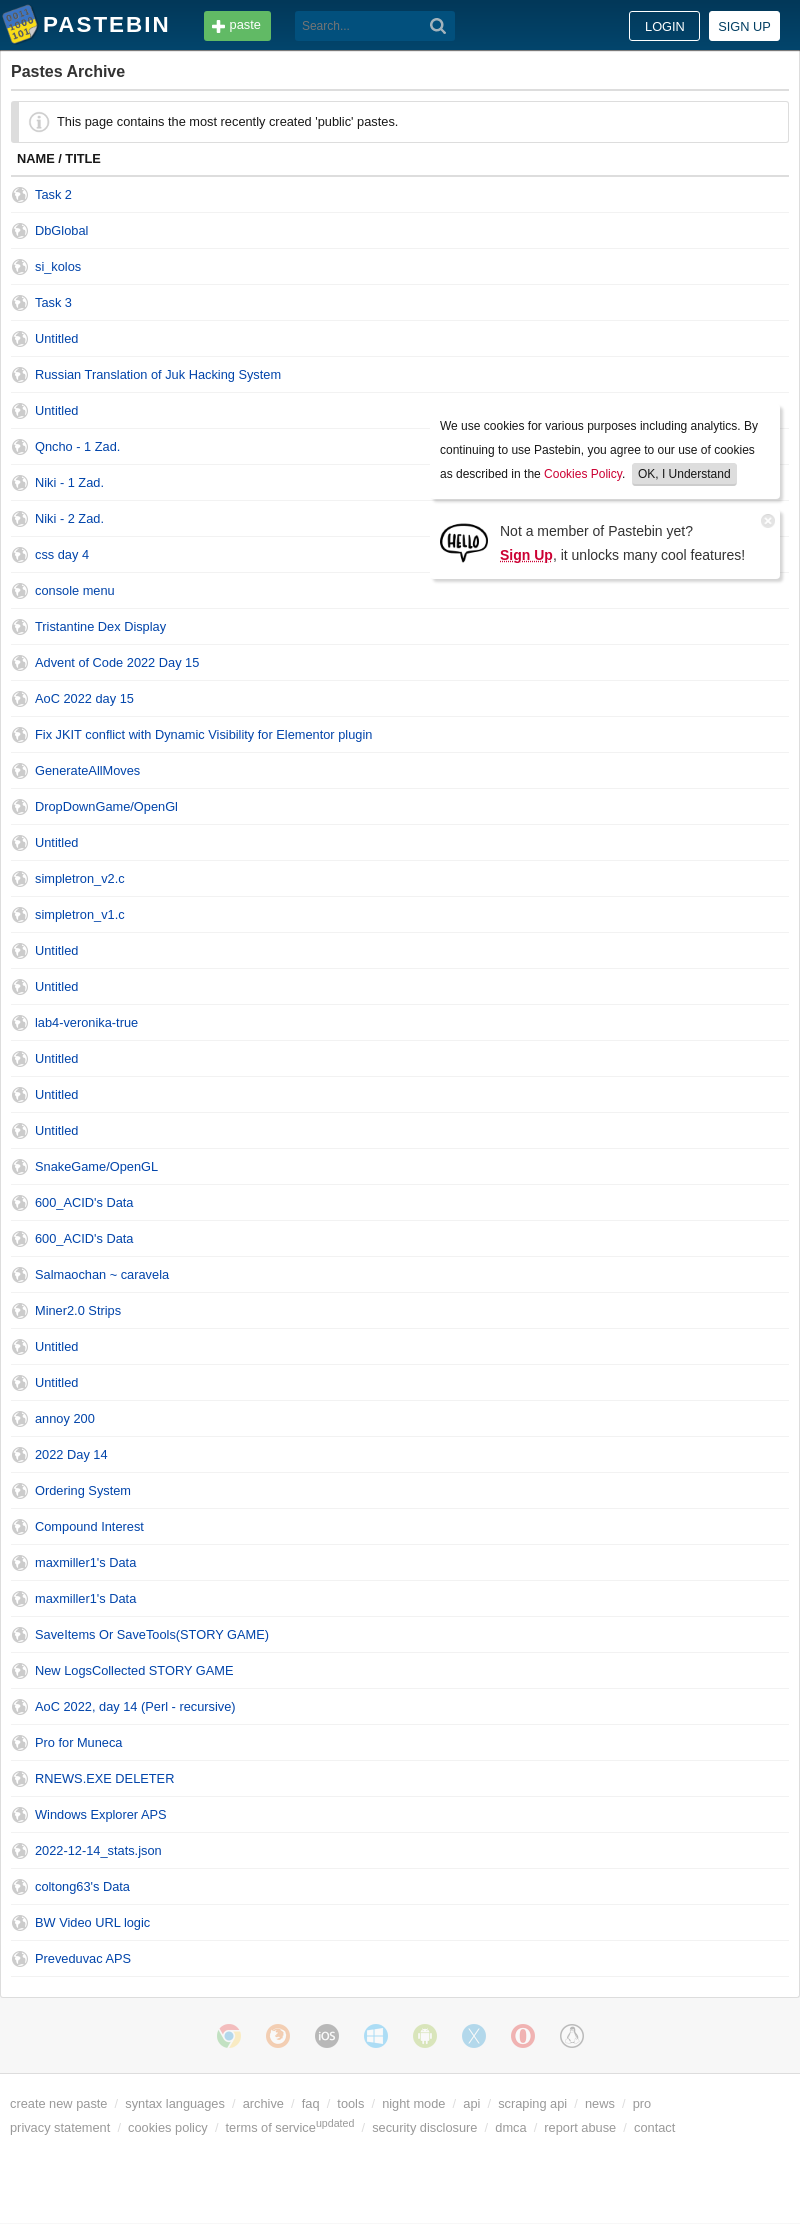 PASTEBIN paste Search... LOGIN SIGN UP
Pastes Archive
This page contains the most recently created 'public' pastes.
NAME / TITLE
Task 2
DbGlobal
si_kolos
Task 3
Untitled
Russian Translation of Juk Hacking System
Untitled
Qncho - 1 Zad.
Niki - 1 Zad.
Niki - 2 Zad.
css day 4
console menu
We use cookies for various purposes including analytics. By
continuing to use Pastebin, you agree to our use of cookies
as described in the Cookies Policy. OK, I Understand
HELLO
Not a member of Pastebin yet?
Sign Up, it unlocks many cool features!
Tristantine Dex Display
Advent of Code 2022 Day 15
AoC 2022 day 15
Fix JKIT conflict with Dynamic Visibility for Elementor plugin
GenerateAllMoves
DropDownGame/OpenGl
Untitled
simpletron_v2.c
simpletron_v1.c
Untitled
Untitled
lab4-veronika-true
Untitled
Untitled
Untitled
SnakeGame/OpenGL
600_ACID's Data
600_ACID's Data
Salmaochan ~ caravela
Miner2.0 Strips
Untitled
Untitled
annoy 200
2022 Day 14
Ordering System
Compound Interest
maxmiller1's Data
maxmiller1's Data
SaveItems Or SaveTools(STORY GAME)
New LogsCollected STORY GAME
AoC 2022, day 14 (Perl - recursive)
Pro for Muneca
RNEWS.EXE DELETER
Windows Explorer APS
2022-12-14_stats.json
coltong63's Data
BW Video URL logic
Preveduvac APS
iOS
create new paste / syntax languages / archive / faq / tools / night mode / api / scraping api / news / pro
privacy statement / cookies policy / terms of service updated / security disclosure / dmca / report abuse / contact